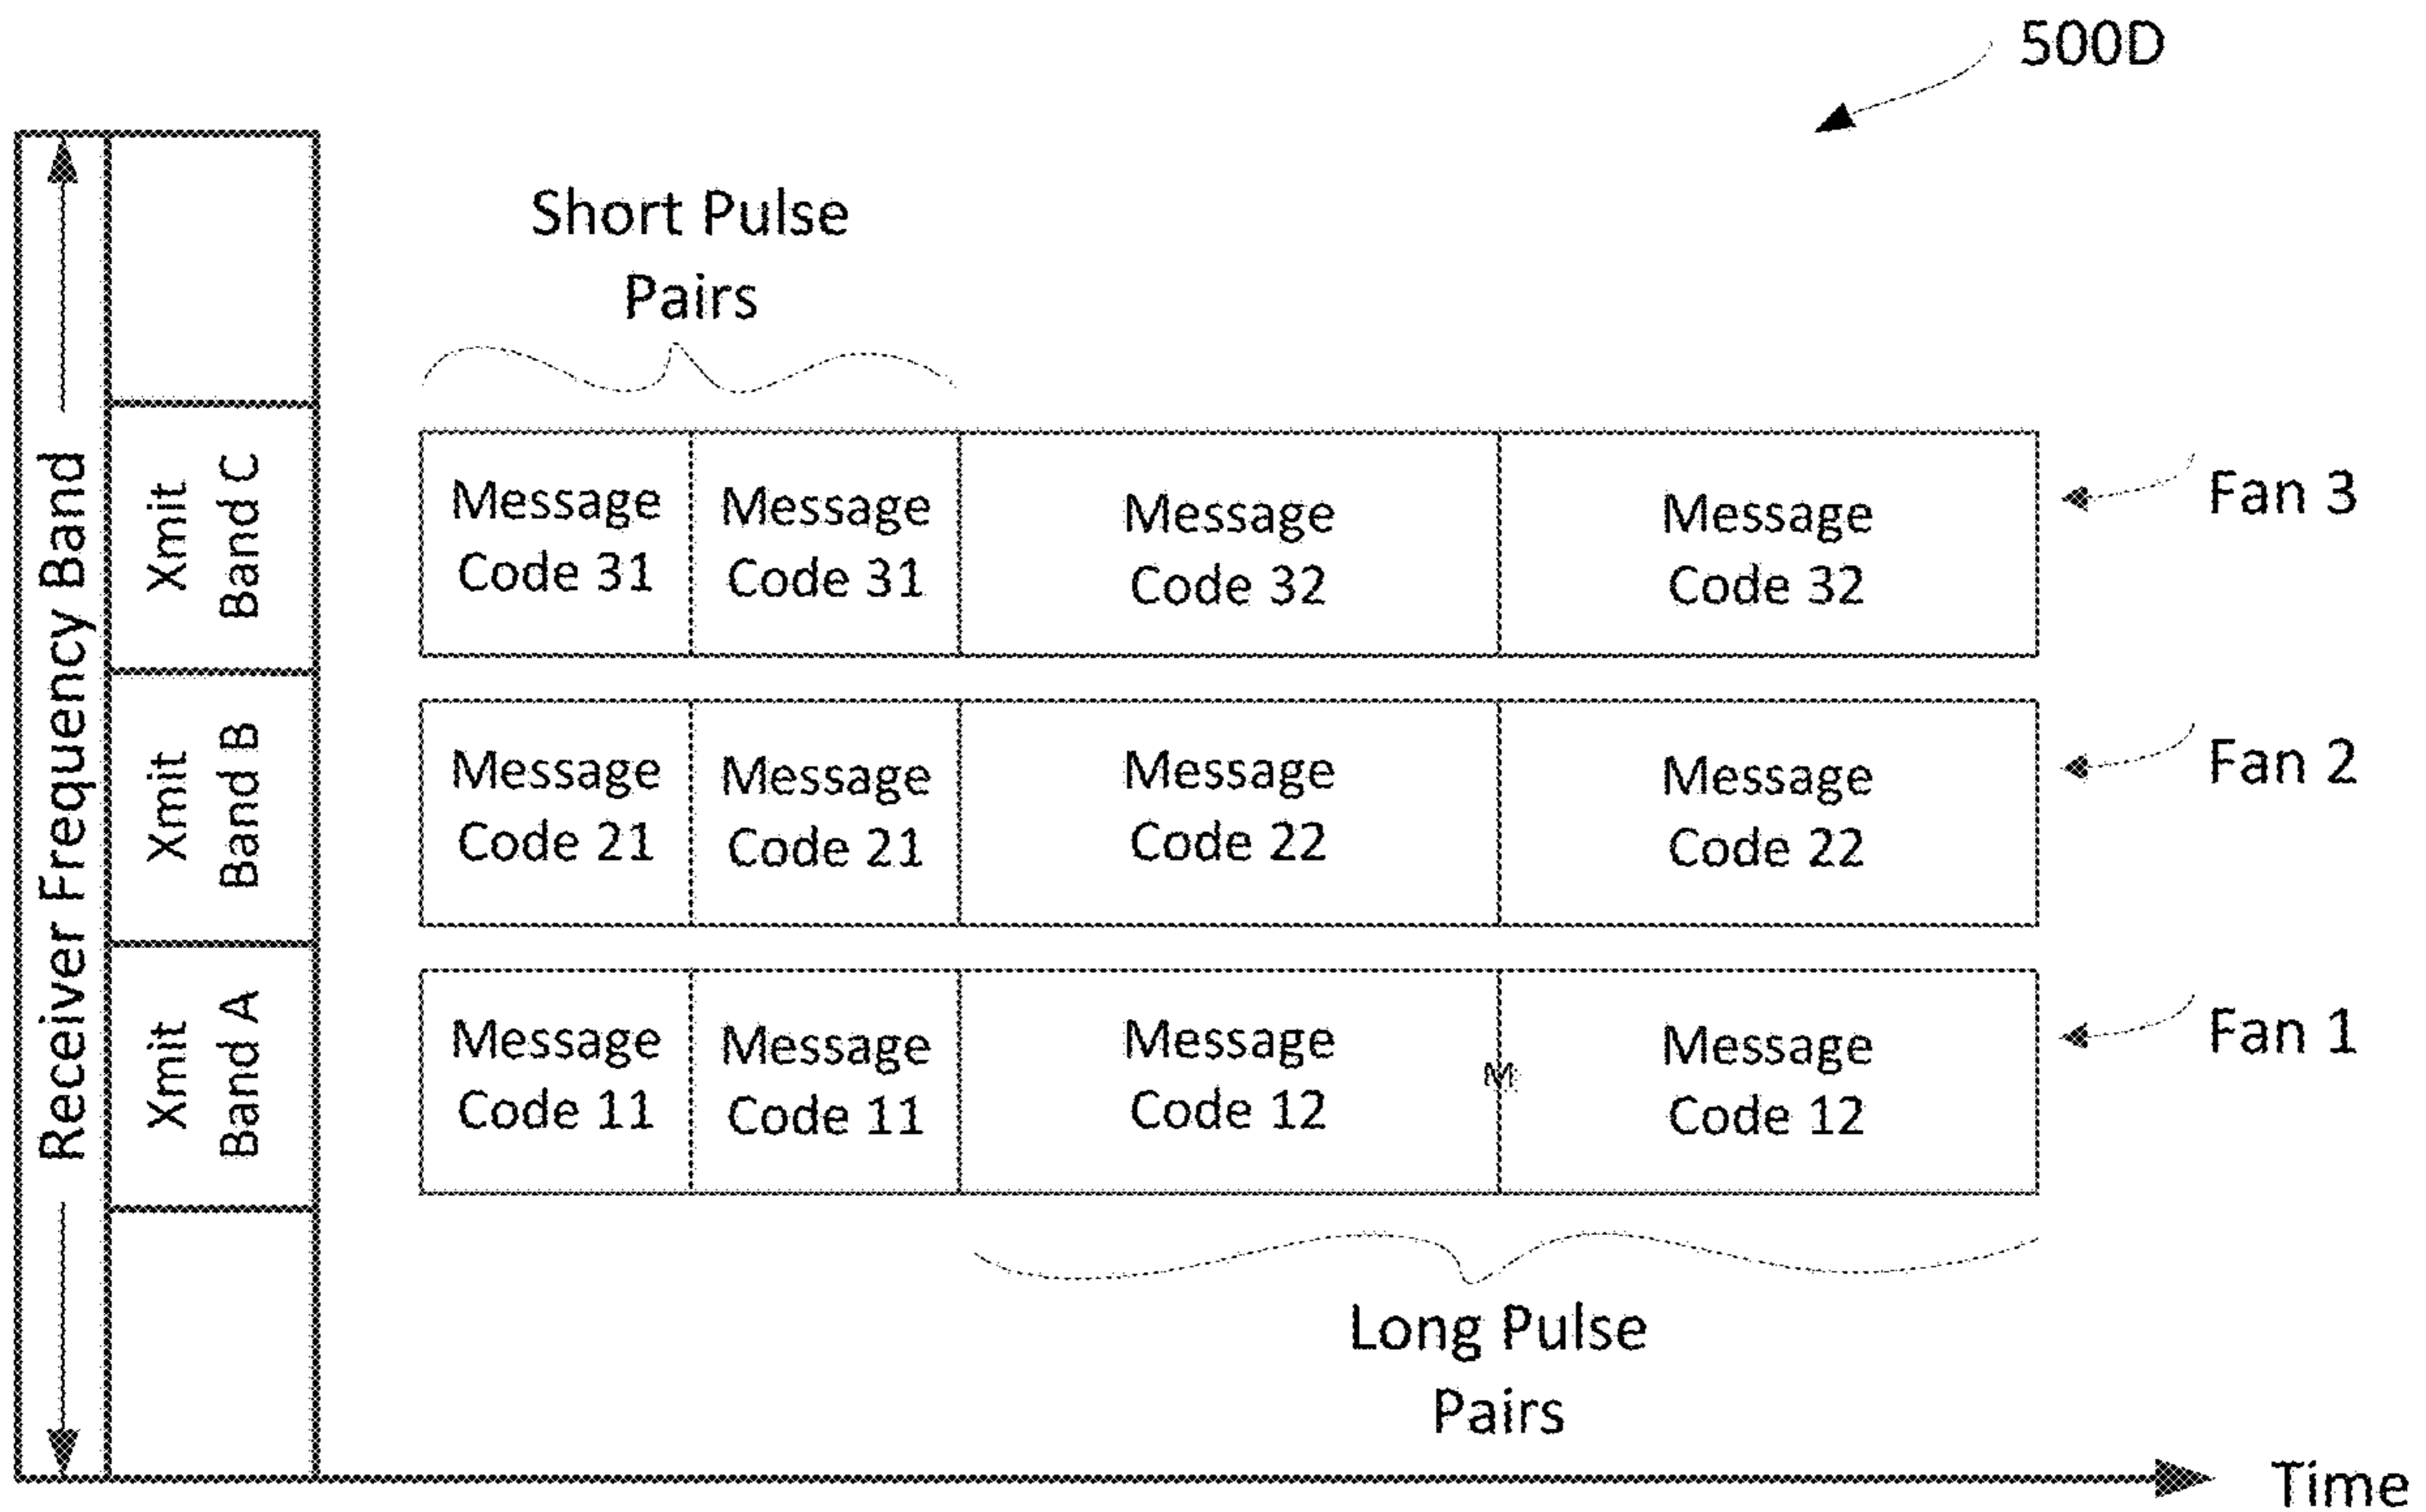 500D
Short Pulse
Pairs
Receiver Frequency Band
Xmit
Band C
Message
Code 31
Message
Code 31
Message
Code 32
Message
Code 32
Fan 3
Xmit
Band B
Message
Code 21
Message
Code 21
Message
Code 22
Message
Code 22
Fan 2
Xmit
Band A
Message
Code 11
Message
Code 11
Message
Code 12
M
Message
Code 12
Fan 1
Long Pulse
Pairs
Time